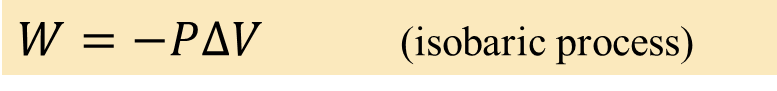 W = −PΔV (isobaric process)